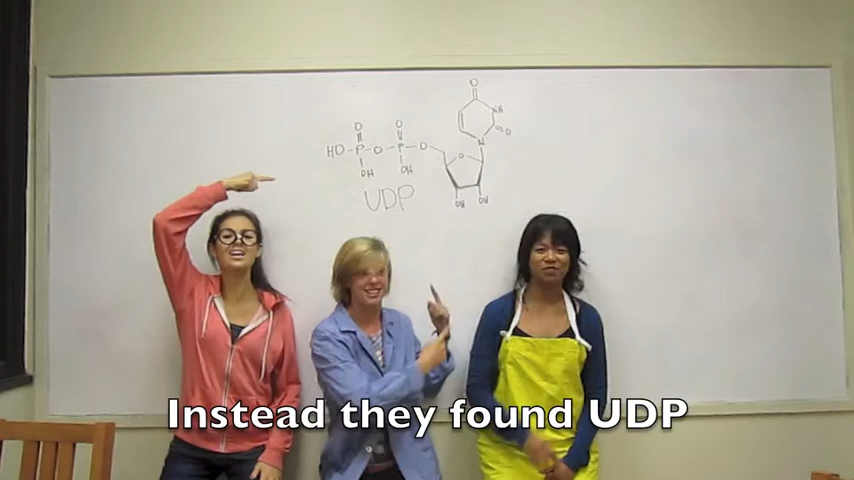 O
NH
O O N O
HO-P-O-P-O O
OH OH
OH OH
UDP
Instead they found UDP